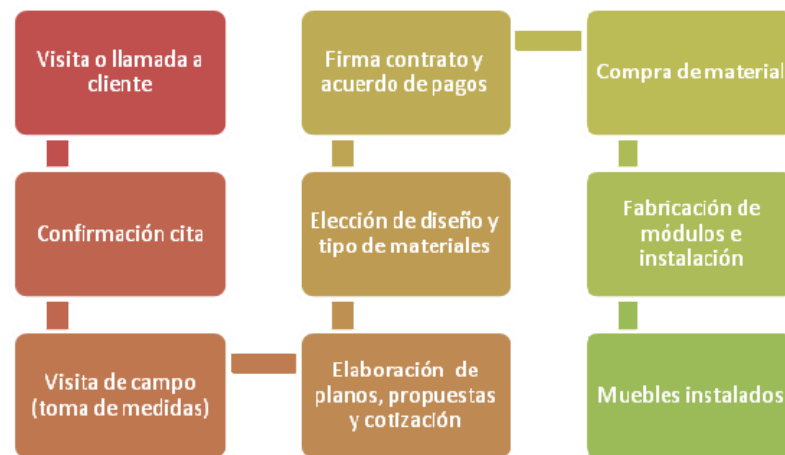 Visita o llamada a
cliente
Confirmación cita
Visita de campo
(toma de medidas)
Elaboración de
planos, propuestas
y cotización
Elección de diseño y
tipo de materiales
Firma contrato y
acuerdo de pagos
Compra de material
Fabricación de
módulos e
instalación
Muebles instalados